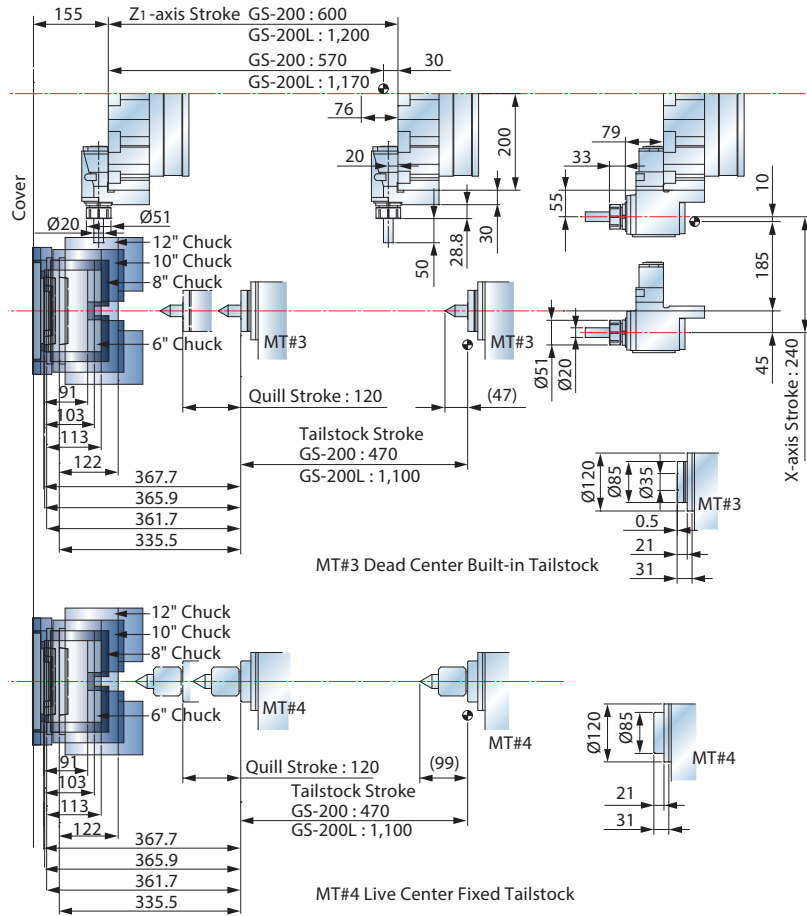 155
Z1-axis Stroke GS-200 : 600
GS-200L : 1,200
GS-200 : 570
GS-200L : 1,170
30
76
200
79
33
20
10
Cover
55
Ø20
Ø51
12" Chuck
10" Chuck
8" Chuck
6" Chuck
50
28.8
30
185
MT#3
MT#3
Ø51
Ø20
45
X-axis Stroke : 240
91
103
113
122
Quill Stroke : 120
(47)
Tailstock Stroke
GS-200 : 470
GS-200L : 1,100
367.7
365.9
361.7
335.5
Ø120
Ø85
Ø35
MT#3
0.5
21
31
MT#3 Dead Center Built-in Tailstock
12" Chuck
10" Chuck
8" Chuck
6" Chuck
MT#4
MT#4
91
103
113
122
Quill Stroke : 120
(99)
Tailstock Stroke
GS-200 : 470
GS-200L : 1,100
367.7
365.9
361.7
335.5
Ø120
Ø85
MT#4
21
31
MT#4 Live Center Fixed Tailstock